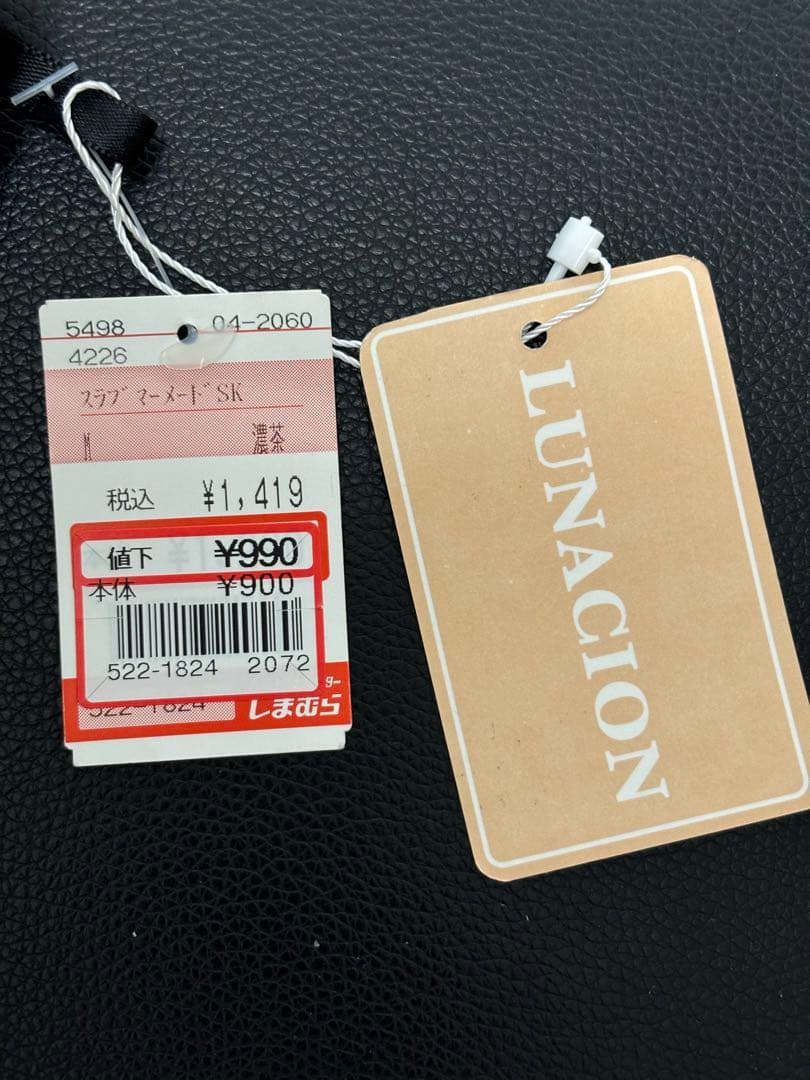 5498 04-2060
4226
スラブマーメードSK
M 濃茶
税込 ¥1,419
値下 ¥990
本体 ¥900
522-1824 2072
522-1824
しまむら
LUNACION